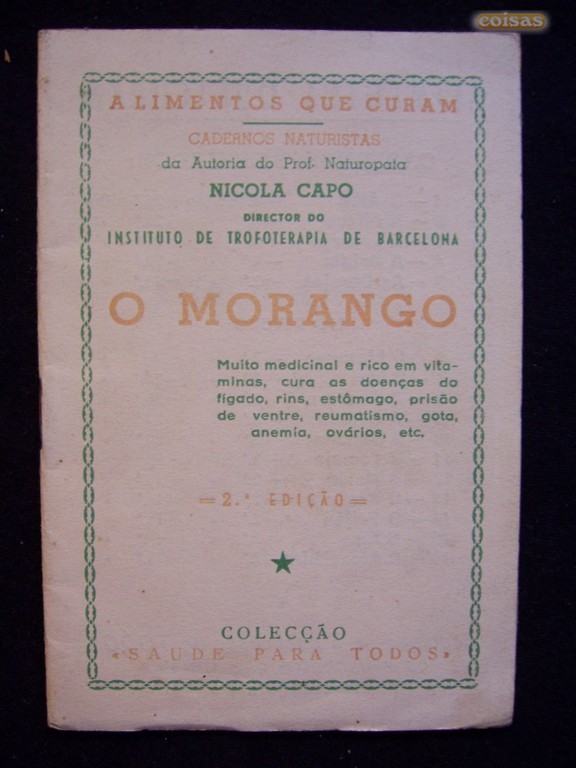 coisas
ALIMENTOS QUE CURAM
CADERNOS NATURISTAS
da Autoria do Prof. Naturopata
NICOLA CAPO
DIRECTOR DO
INSTITUTO DE TROFOTERAPIA DE BARCELONA
O MORANGO
Muito medicinal e rico em vita-
minas, cura as doenças do
fígado, rins, estômago, prisão
de ventre, reumatismo, gota,
anemia, ovários, etc.
=2.ª EDIÇÃO=
COLECÇÃO
«SAUDE PARA TODOS»